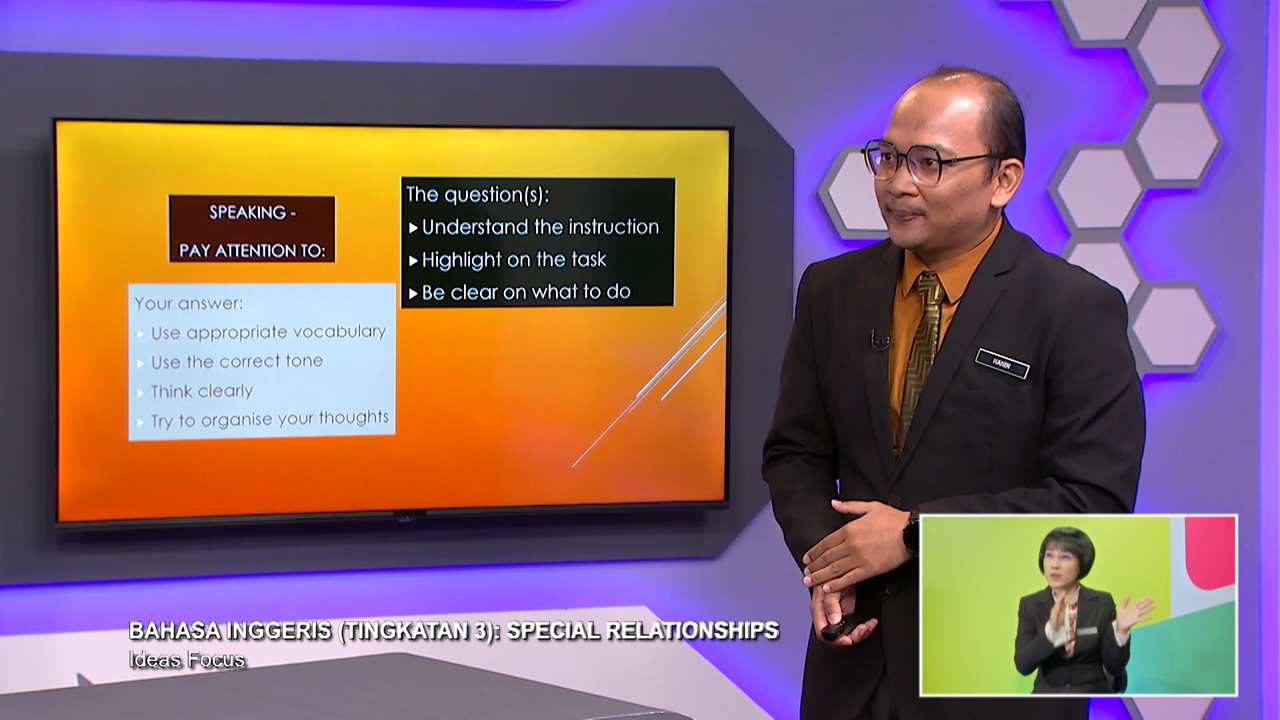 SPEAKING -
PAY ATTENTION TO:
Your answer:
Use appropriate vocabulary
Use the correct tone
Think clearly
Try to organise your thoughts
The question(s):
Understand the instruction
Highlight on the task
Be clear on what to do
HANIN
BAHASA INGGERIS (TINGKATAN 3): SPECIAL RELATIONSHIPS
Ideas Focus